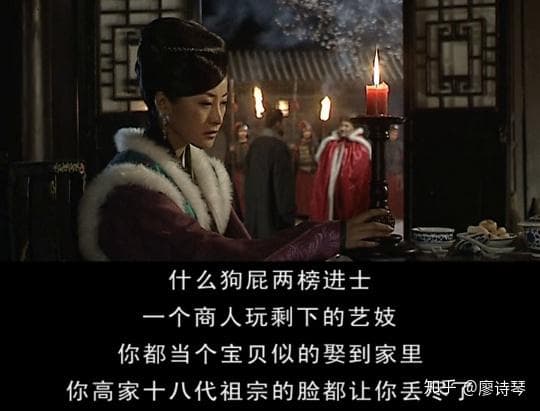 什么狗屁两榜进士
一个商人玩剩下的艺妓
你都当个宝贝似的娶到家里
你高家十八代祖宗的脸都让你丢尽了
知乎 @廖诗琴